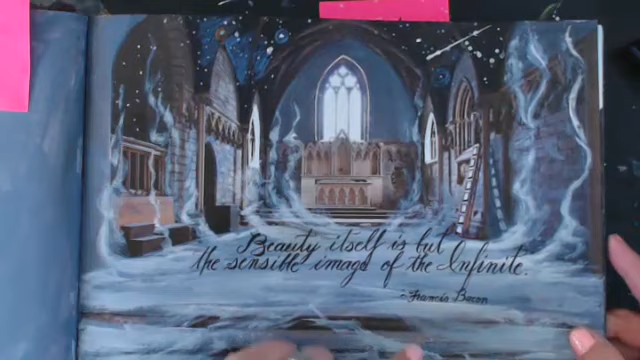 Beauty itself is but
the sensible image of the Infinite.
- Francis Bacon